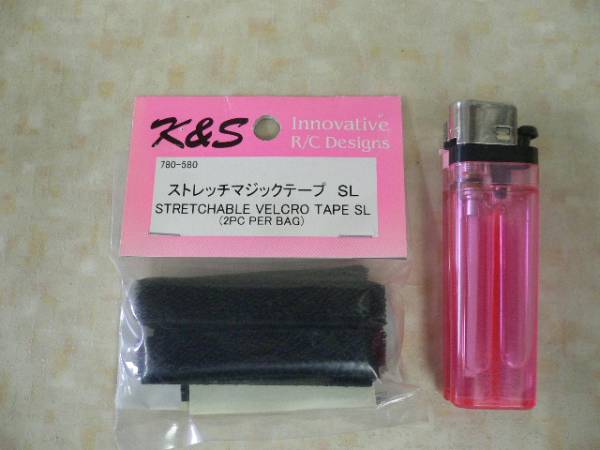 K&S
Innovative
R/C Designs
780-580
ストレッチマジックテープ SL
STRETCHABLE VELCRO TAPE SL
(2PC PER BAG)